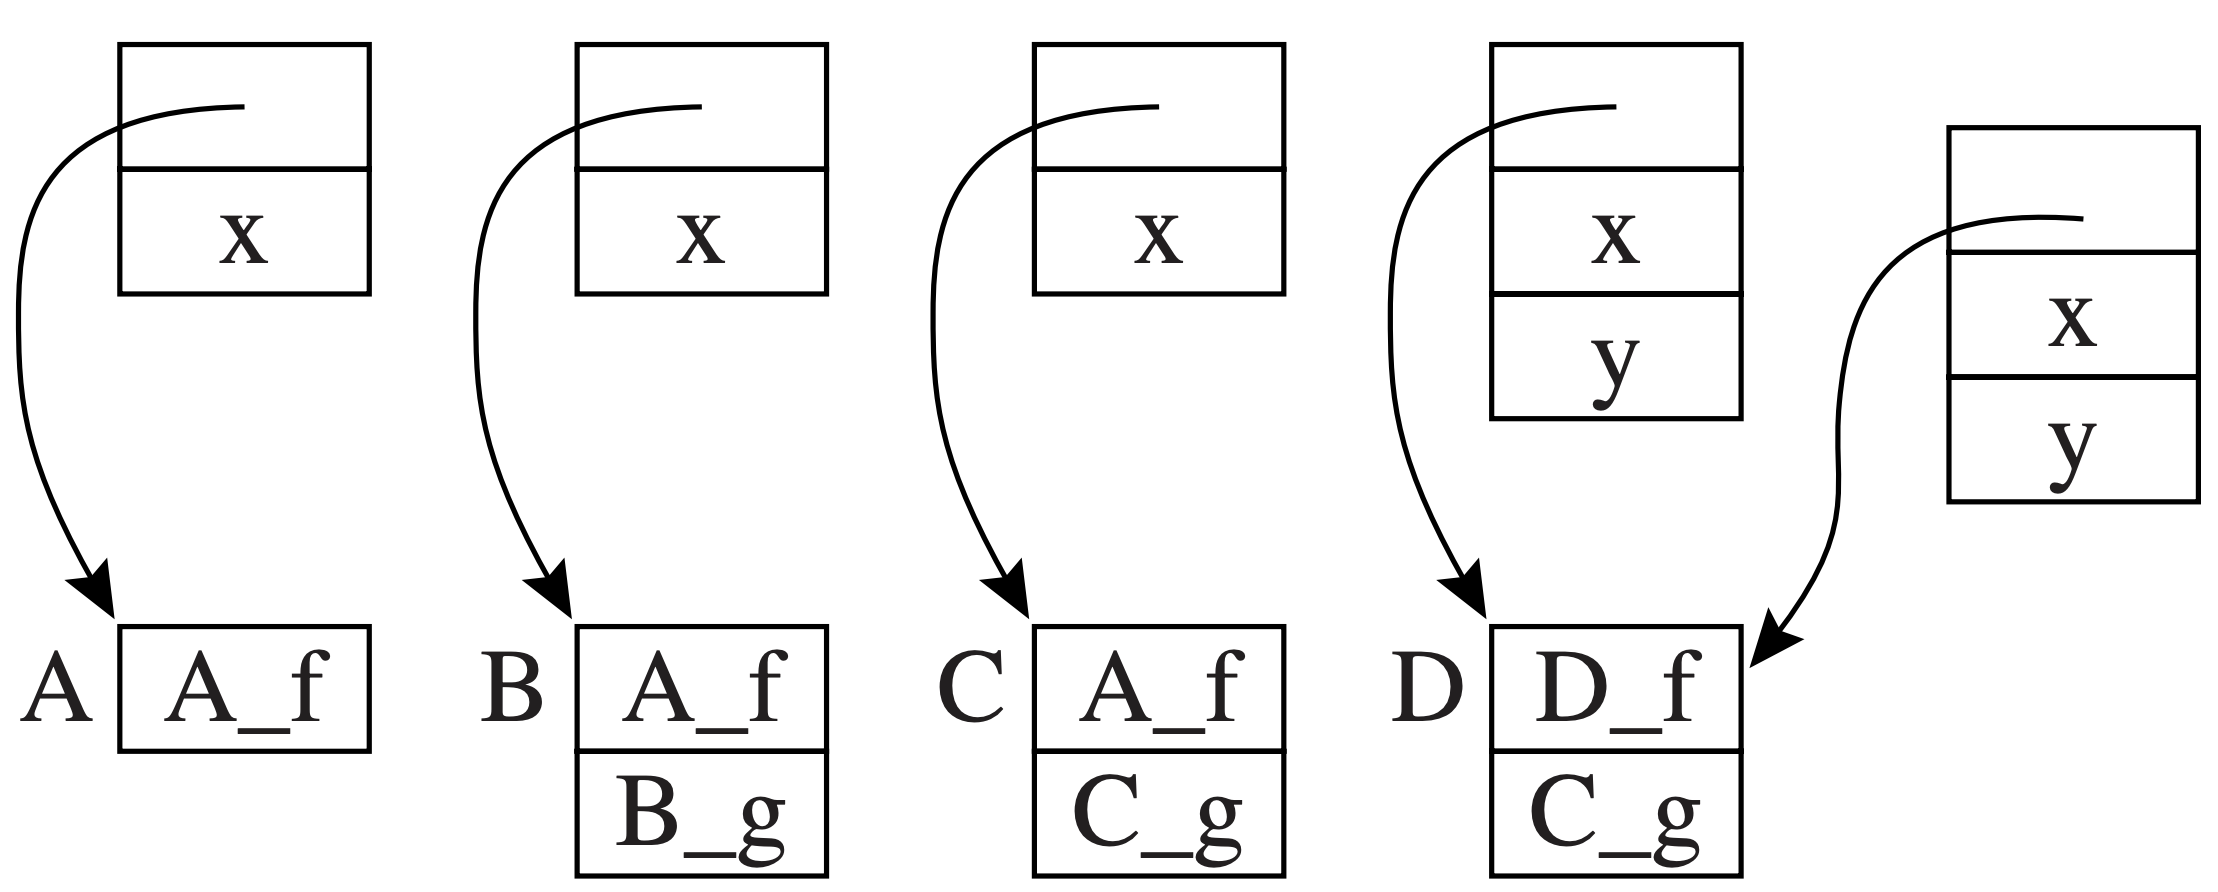 x x x x
x
y
y
A A_f B A_f C A_f D D_f
B_g C_g C_g